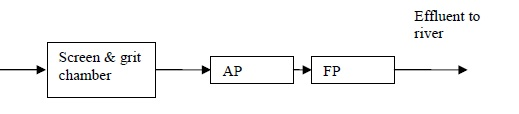 Effluent to
river
Screen & grit
chamber
AP
FP